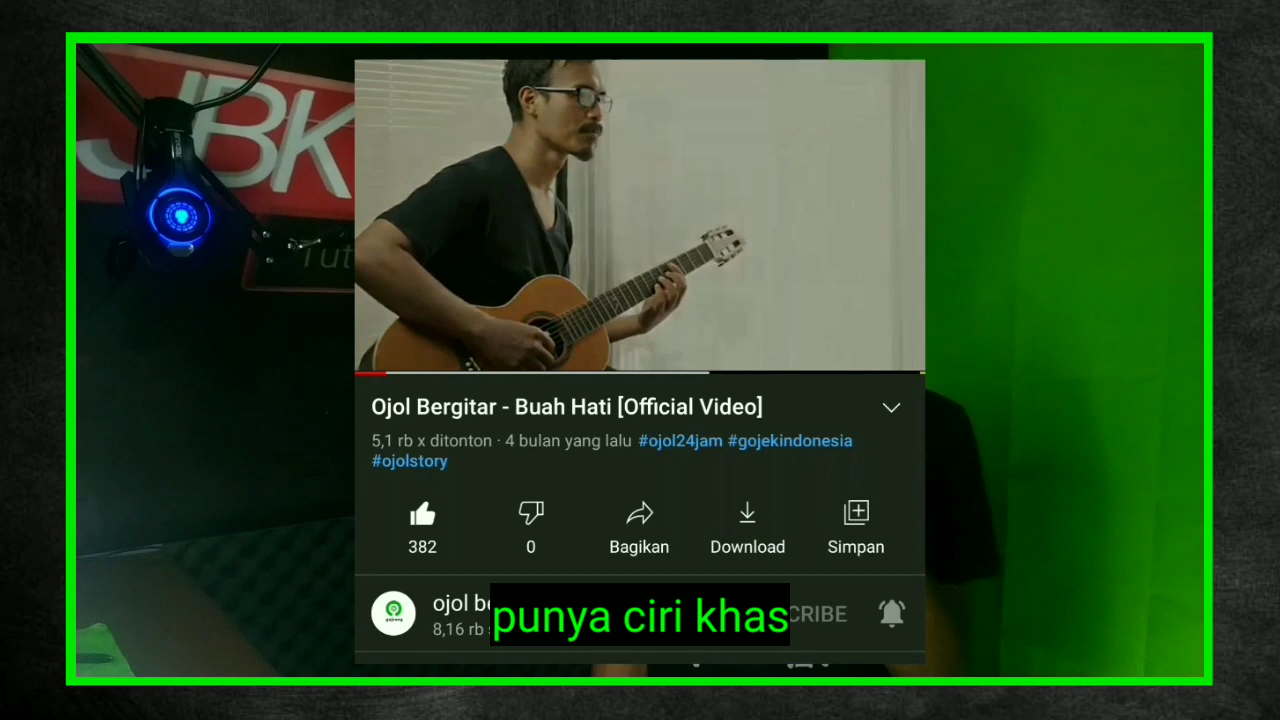 JBK
Tut
Ojol Bergitar - Buah Hati [Official Video]
5,1 rb x ditonton · 4 bulan yang lalu #ojol24jam #gojekindonesia
#ojolstory
382
0
Bagikan
Download
Simpan
ojol be
CRIBE
8,16 rb
punya ciri khas